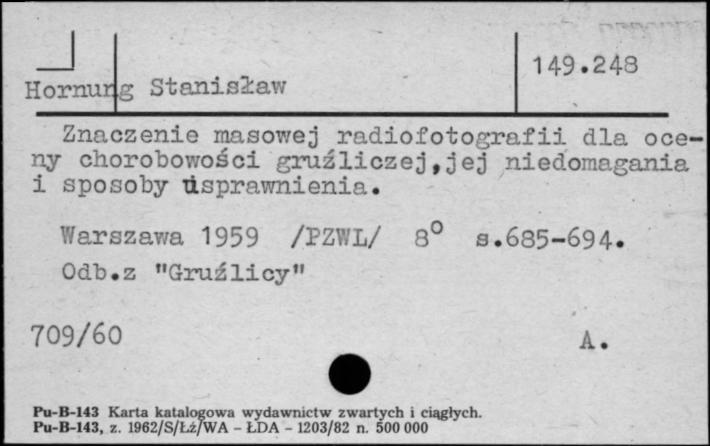 149.248
Hornung Stanisław
Znaczenie masowej radiofotografii dla oce-
ny chorobowości gruźliczej,jej niedomagania
i sposoby usprawnienia.
Warszawa 1959 /PZWL/ 8° s.685-694.
Odb.z "Gruźlicy"
709/60 A.
Pu-B-143 Karta katalogowa wydawnictw zwartych i ciągłych.
Pu-B-143, z. 1962/S/Łź/WA - ŁDA - 1203/82 n. 500 000